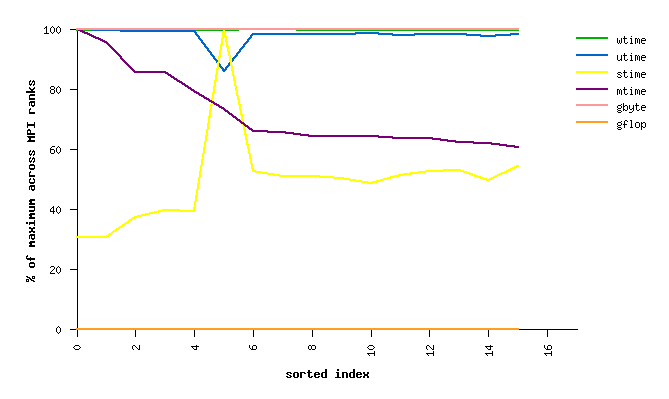 % of maximum across MPI ranks
100
80
60
40
20
0
0 2 4 6 8 10 12 14 16
sorted index
wtime
utime
stime
mtime
gbyte
gflop